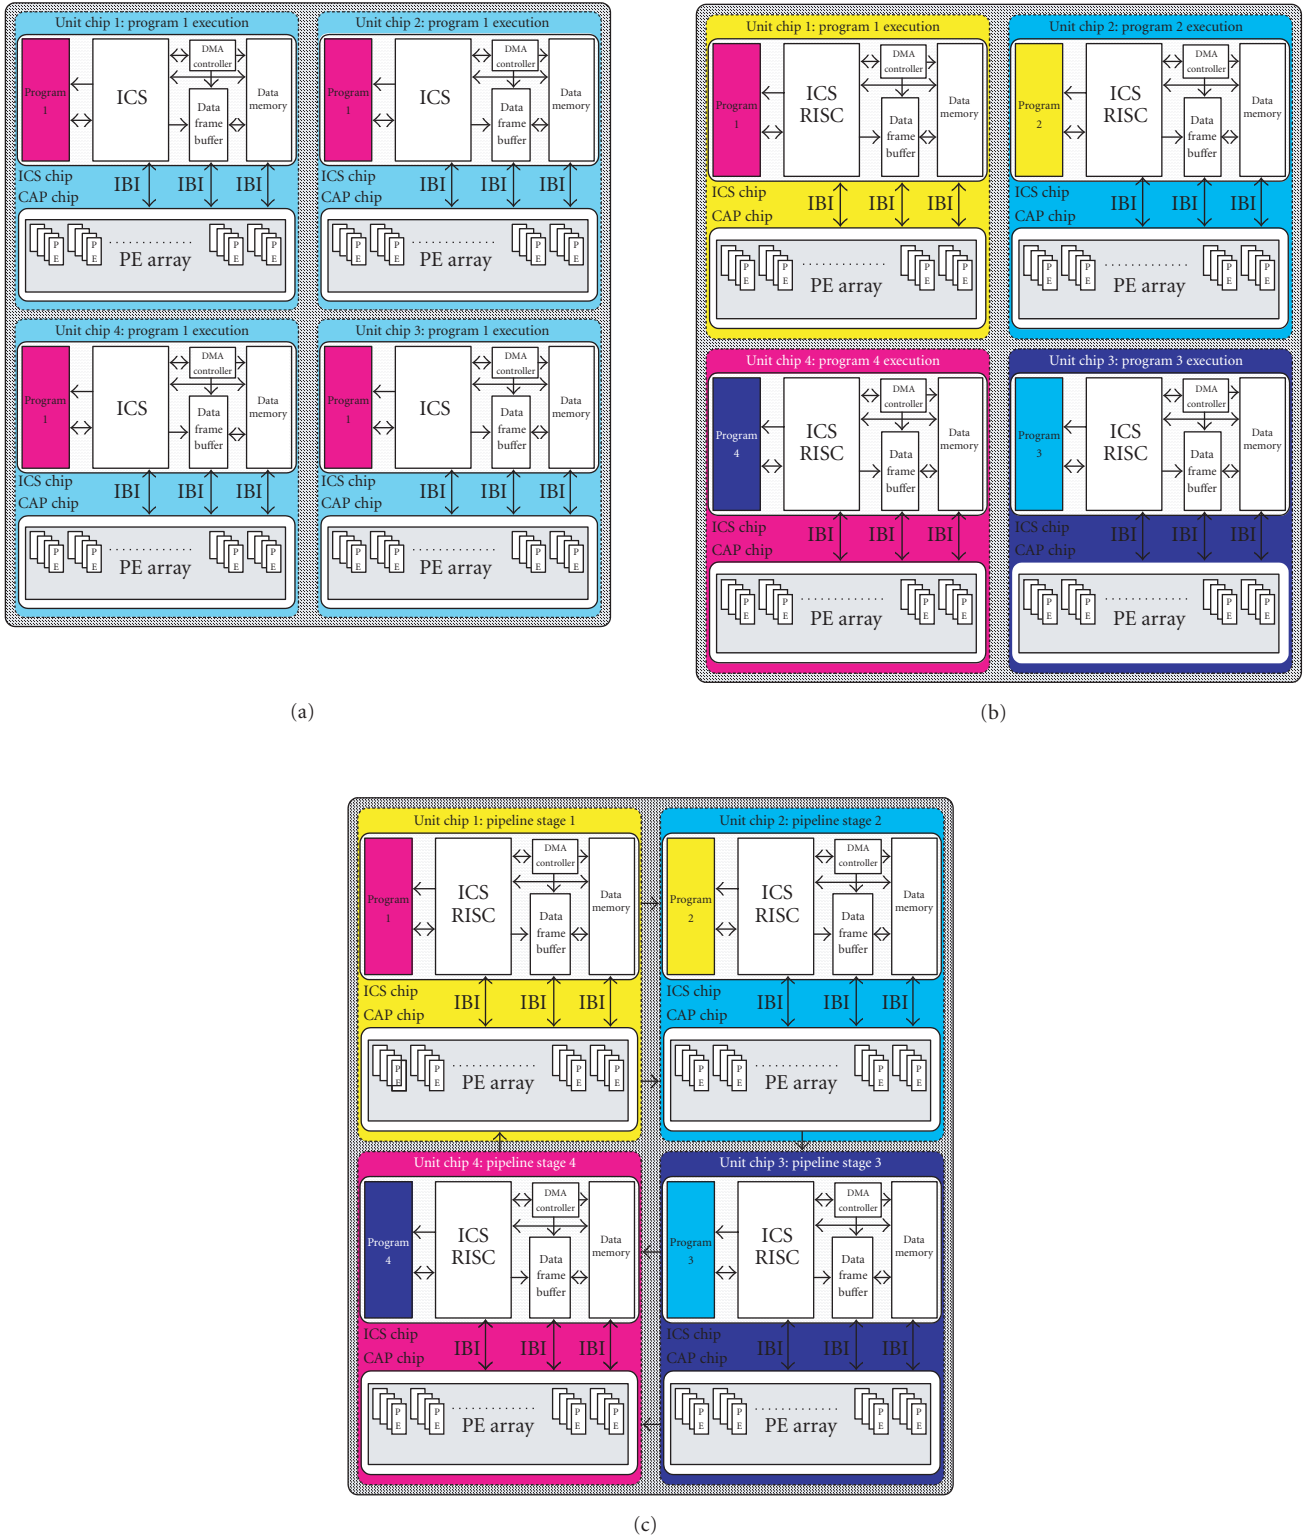 Unit chip 1: program 1 execution
Program
1
ICS
DMA
controller
Data
frame
buffer
Data
memory
ICS chip
CAP chip
IBI
IBI
IBI
P
E
P
E
P
E
P
E
PE array
Unit chip 2: program 1 execution
Program
1
ICS
DMA
controller
Data
frame
buffer
Data
memory
ICS chip
CAP chip
IBI
IBI
IBI
P
E
P
E
P
E
P
E
PE array
Unit chip 4: program 1 execution
Program
1
ICS
DMA
controller
Data
frame
buffer
Data
memory
ICS chip
CAP chip
IBI
IBI
IBI
P
E
P
E
P
E
P
E
PE array
Unit chip 3: program 1 execution
Program
1
ICS
DMA
controller
Data
frame
buffer
Data
memory
ICS chip
CAP chip
IBI
IBI
IBI
P
E
P
E
P
E
P
E
PE array
(a)
Unit chip 1: program 1 execution
Program
1
ICS
RISC
DMA
controller
Data
frame
buffer
Data
memory
ICS chip
CAP chip
IBI
IBI
IBI
P
E
P
E
P
E
P
E
PE array
Unit chip 2: program 2 execution
Program
2
ICS
RISC
DMA
controller
Data
frame
buffer
Data
memory
ICS chip
CAP chip
IBI
IBI
IBI
P
E
P
E
P
E
P
E
PE array
Unit chip 4: program 4 execution
Program
4
ICS
RISC
DMA
controller
Data
frame
buffer
Data
memory
ICS chip
CAP chip
IBI
IBI
IBI
P
E
P
E
P
E
P
E
PE array
Unit chip 3: program 3 execution
Program
3
ICS
RISC
DMA
controller
Data
frame
buffer
Data
memory
ICS chip
CAP chip
IBI
IBI
IBI
P
E
P
E
P
E
P
E
PE array
(b)
Unit chip 1: pipeline stage 1
Program
1
ICS
RISC
DMA
controller
Data
frame
buffer
Data
memory
ICS chip
CAP chip
IBI
IBI
IBI
P
E
P
E
P
E
P
E
PE array
Unit chip 2: pipeline stage 2
Program
2
ICS
RISC
DMA
controller
Data
frame
buffer
Data
memory
ICS chip
CAP chip
IBI
IBI
IBI
P
E
P
E
P
E
P
E
PE array
Unit chip 4: pipeline stage 4
Program
4
ICS
RISC
DMA
controller
Data
frame
buffer
Data
memory
ICS chip
CAP chip
IBI
IBI
IBI
P
E
P
E
P
E
P
E
PE array
Unit chip 3: pipeline stage 3
Program
3
ICS
RISC
DMA
controller
Data
frame
buffer
Data
memory
ICS chip
CAP chip
IBI
IBI
IBI
P
E
P
E
P
E
P
E
PE array
(c)